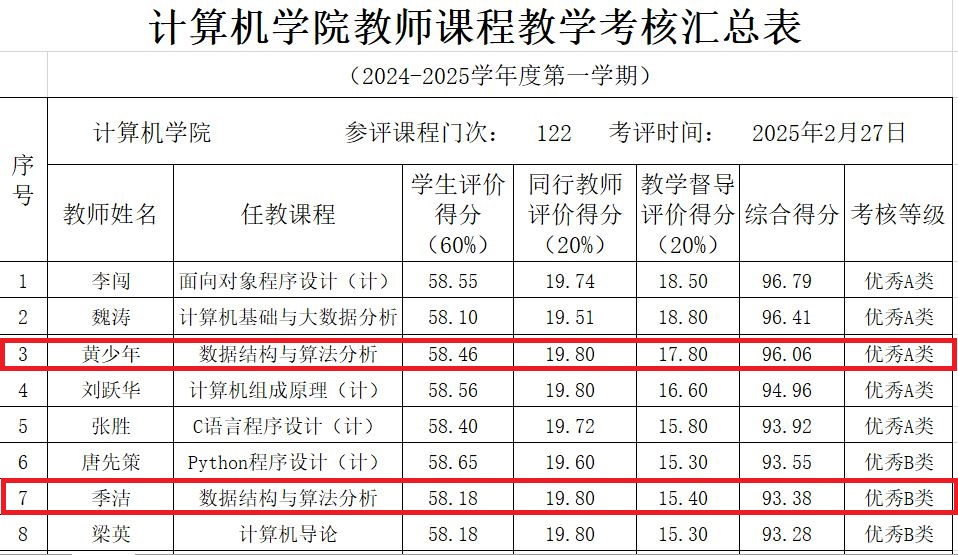 计算机学院教师课程教学考核汇总表
（2024-2025学年度第一学期）
序号 计算机学院 参评课程门次： 122 考评时间： 2025年2月27日
教师姓名 任教课程 学生评价得分（60%） 同行教师评价得分（20%） 教学督导评价得分（20%） 综合得分 考核等级
1 李闯 面向对象程序设计（计） 58.55 19.74 18.50 96.79 优秀A类
2 魏涛 计算机基础与大数据分析 58.10 19.51 18.80 96.41 优秀A类
3 黄少年 数据结构与算法分析 58.46 19.80 17.80 96.06 优秀A类
4 刘跃华 计算机组成原理（计） 58.56 19.80 16.60 94.96 优秀A类
5 张胜 C语言程序设计（计） 58.40 19.72 15.80 93.92 优秀A类
6 唐先策 Python程序设计（计） 58.65 19.60 15.30 93.55 优秀B类
7 季洁 数据结构与算法分析 58.18 19.80 15.40 93.38 优秀B类
8 梁英 计算机导论 58.18 19.80 15.30 93.28 优秀B类